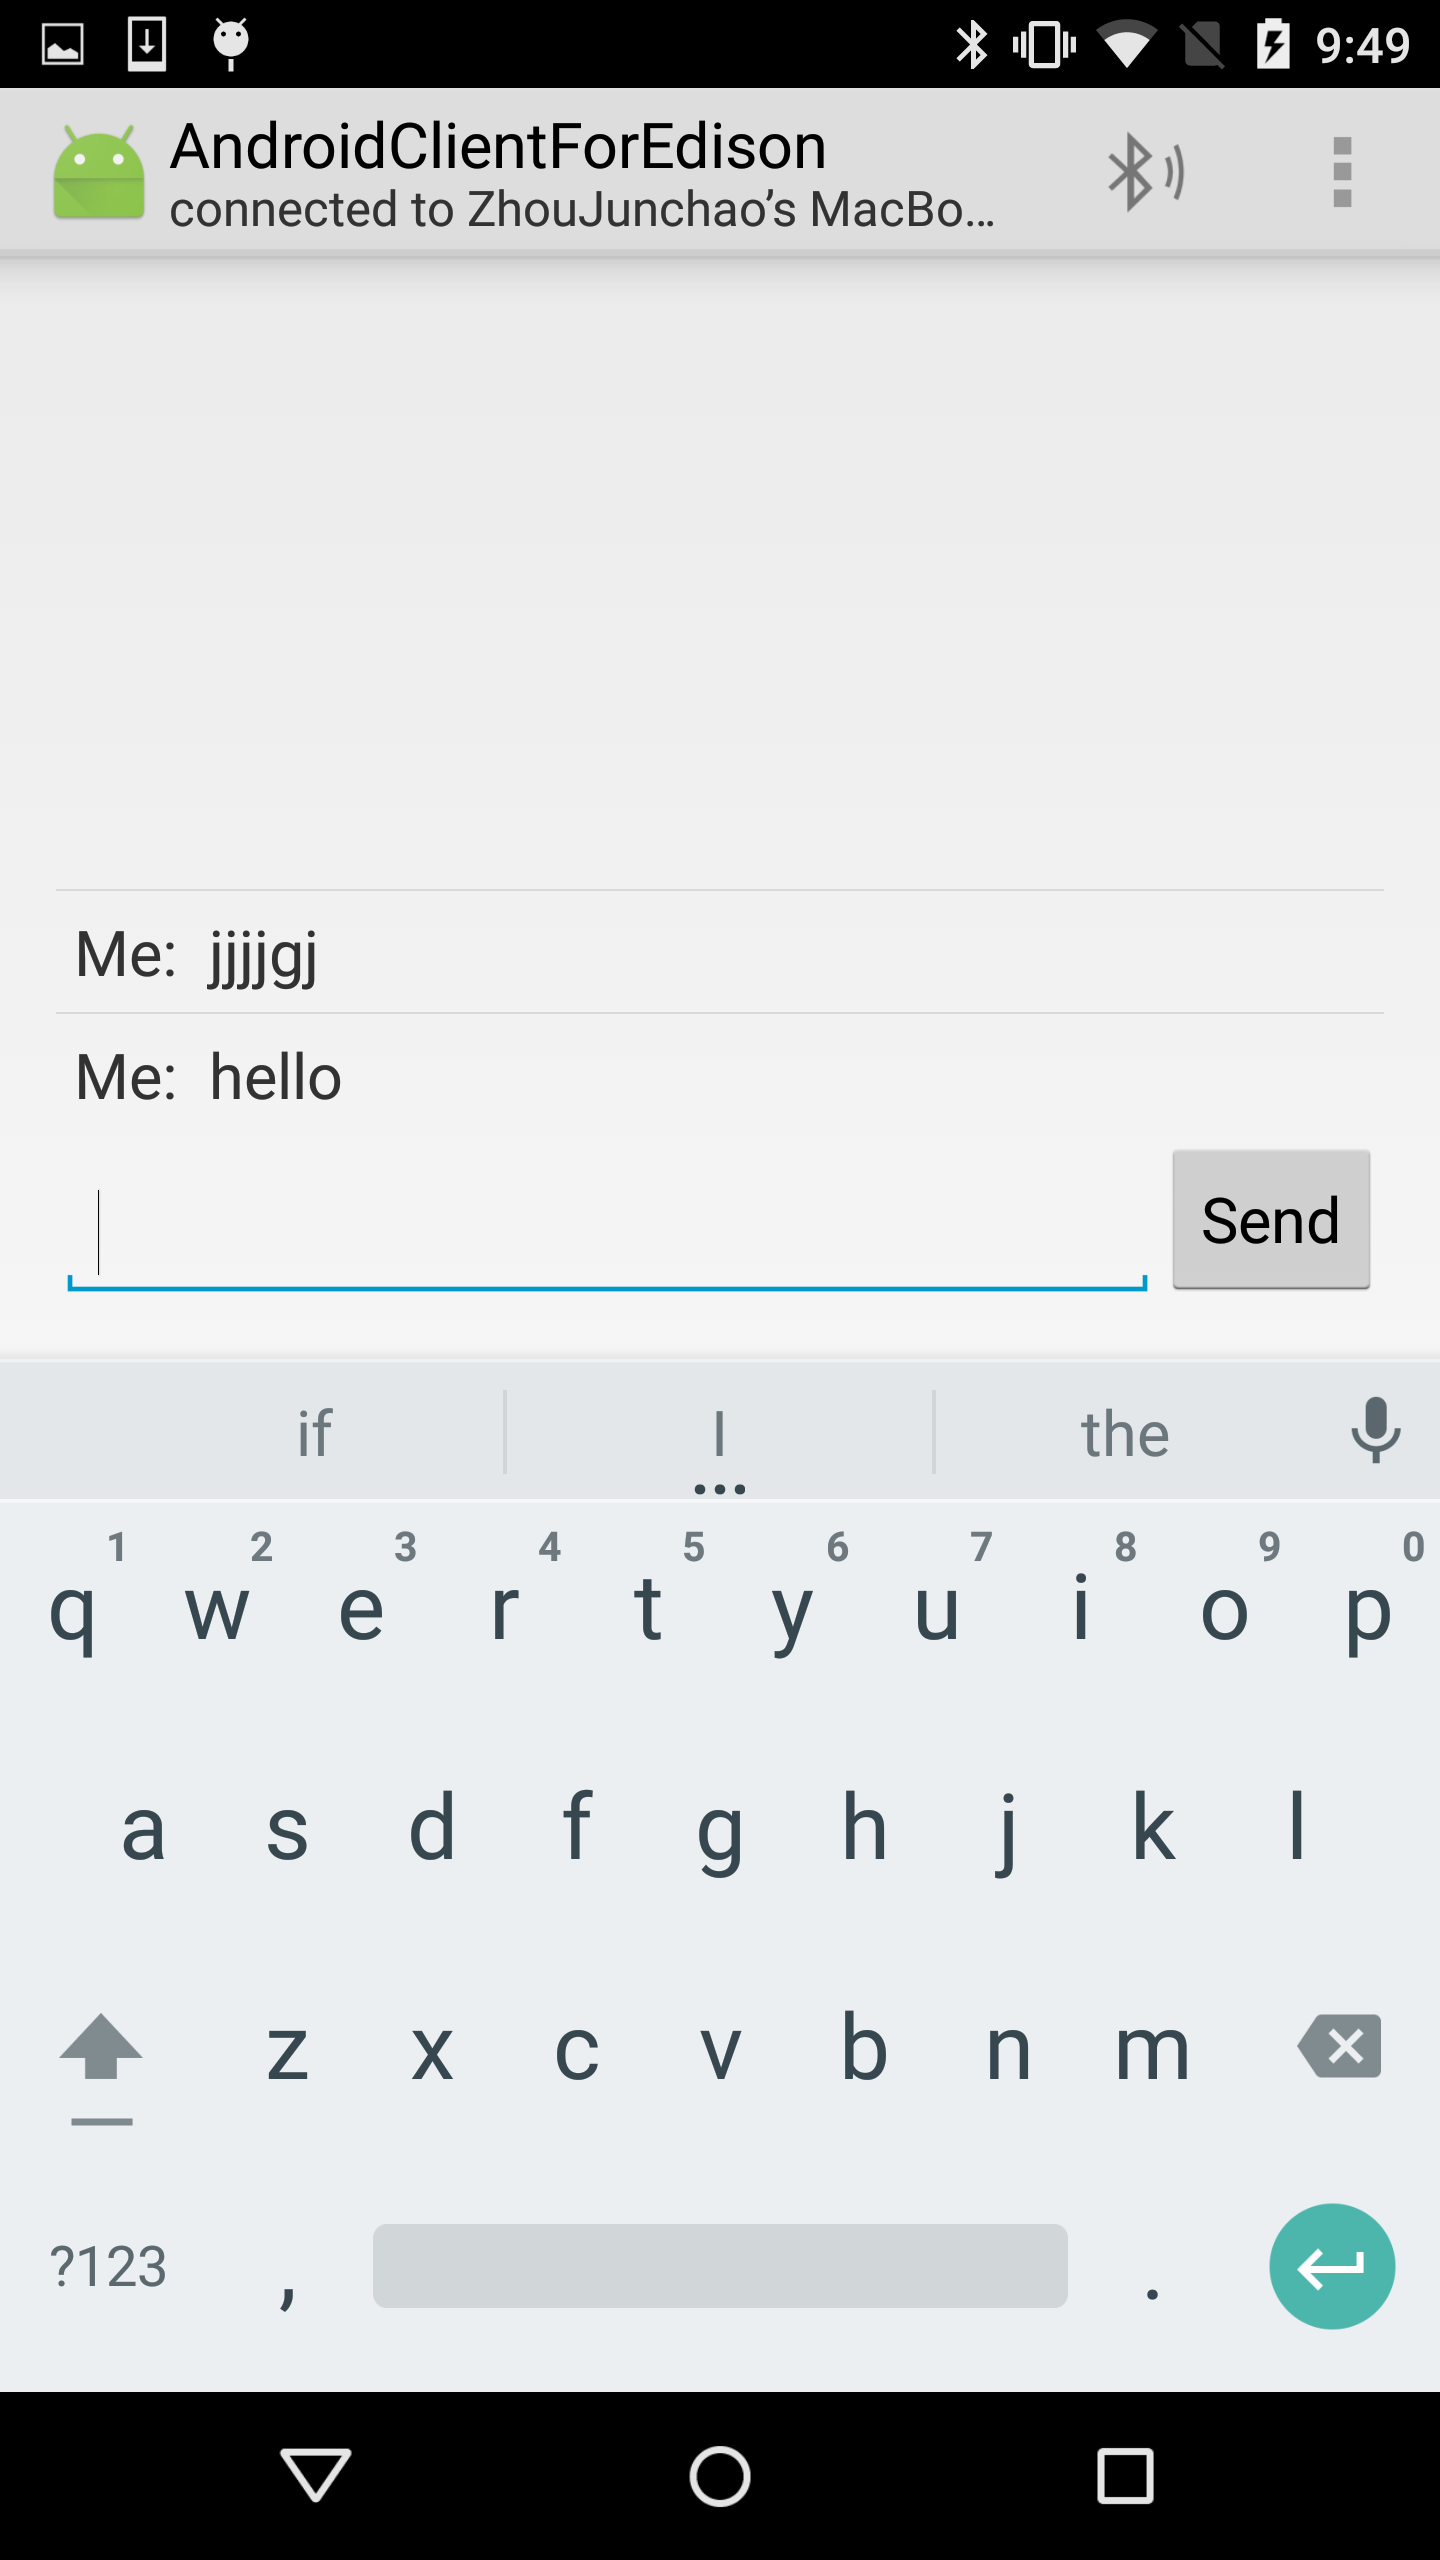 9:49
AndroidClientForEdison
connected to ZhouJunchao’s MacBo…
Me:  jjjjgj
Me:  hello
Send
if I the
1 2 3 4 5 6 7 8 9 0
q w e r t y u i o p
a s d f g h j k l
z x c v b n m
?123 , .